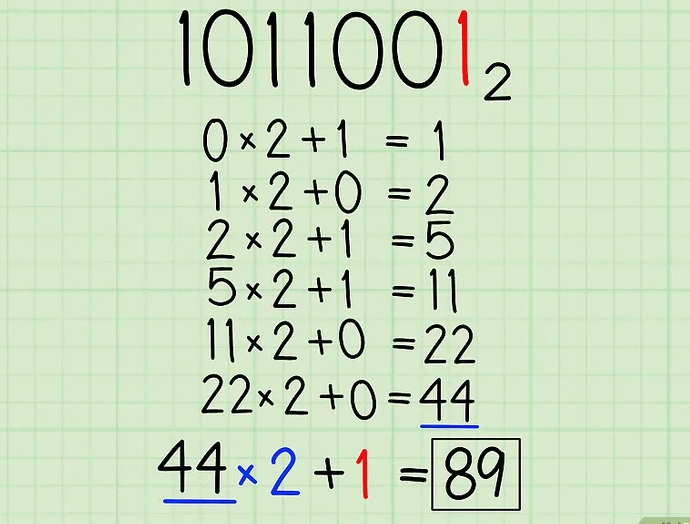 1011001₂
0 × 2 + 1 = 1
1 × 2 + 0 = 2
2 × 2 + 1 = 5
5 × 2 + 1 = 11
11 × 2 + 0 = 22
22 × 2 + 0 = 44
44 × 2 + 1 = 89